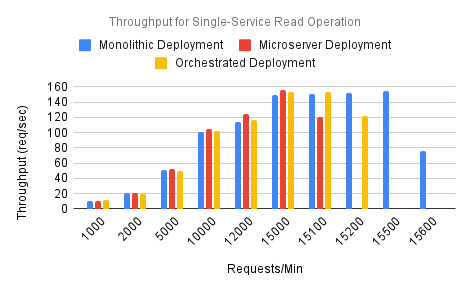 Throughput for Single-Service Read Operation
Monolithic Deployment Microserver Deployment
Orchestrated Deployment
Throughput (req/sec)
160
140
120
100
80
60
40
20
0
1000 2000 5000 10000 12000 15000 15100 15200 15500 15600
Requests/Min